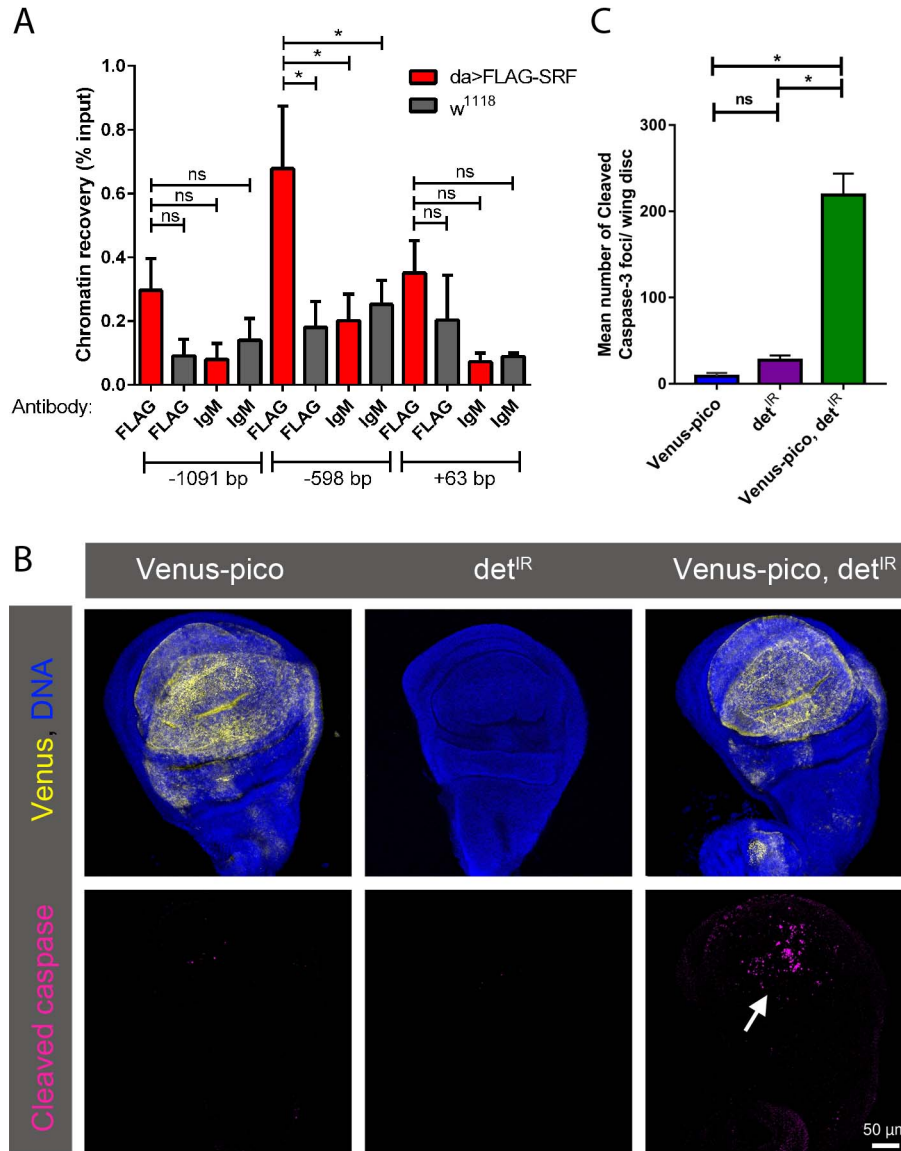 A
Chromatin recovery (% input)
1.0
0.8
0.6
0.4
0.2
0.0
ns
ns
ns
*
*
*
ns
ns
ns
da>FLAG-SRF
w¹¹¹⁸
Antibody:
FLAG
FLAG
IgM
IgM
FLAG
FLAG
IgM
IgM
FLAG
FLAG
IgM
IgM
-1091 bp
-598 bp
+63 bp
C
*
ns
*
Mean number of Cleaved
Caspase-3 foci/ wing disc
300
200
100
0
Venus-pico
detᴵᴿ
Venus-pico, detᴵᴿ
B
Venus-pico
detᴵᴿ
Venus-pico, detᴵᴿ
Venus, DNA
Cleaved caspase
50 µm